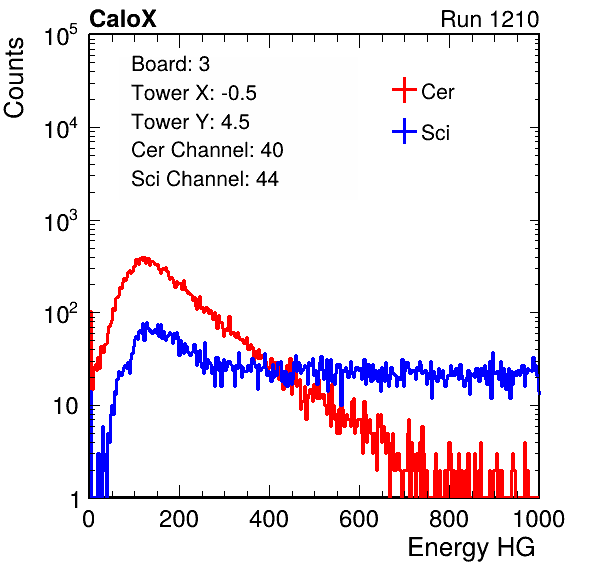 CaloX Run 1210
Counts
10^5
10^4
10^3
10^2
10
1
Board: 3
Tower X: -0.5
Tower Y: 4.5
Cer Channel: 40
Sci Channel: 44
Cer
Sci
0 200 400 600 800 1000
Energy HG